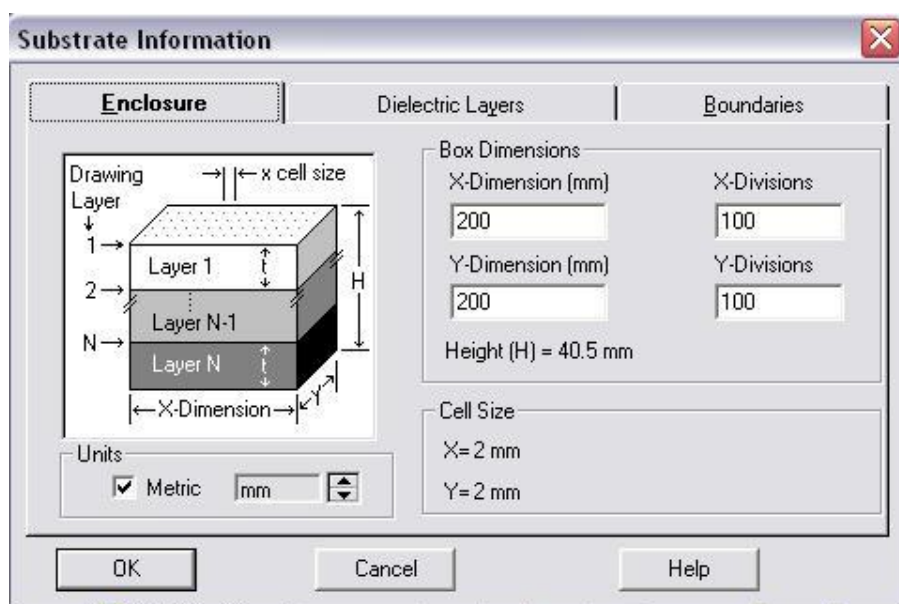 Substrate Information
Enclosure
Dielectric Layers
Boundaries
Drawing
Layer
x cell size
1
Layer 1
t
H
2
Layer N-1
N
Layer N
t
X-Dimension
Y
Units
Metric
mm
Box Dimensions
X-Dimension (mm)
X-Divisions
200
100
Y-Dimension (mm)
Y-Divisions
200
100
Height (H) = 40.5 mm
Cell Size
X= 2 mm
Y= 2 mm
OK
Cancel
Help